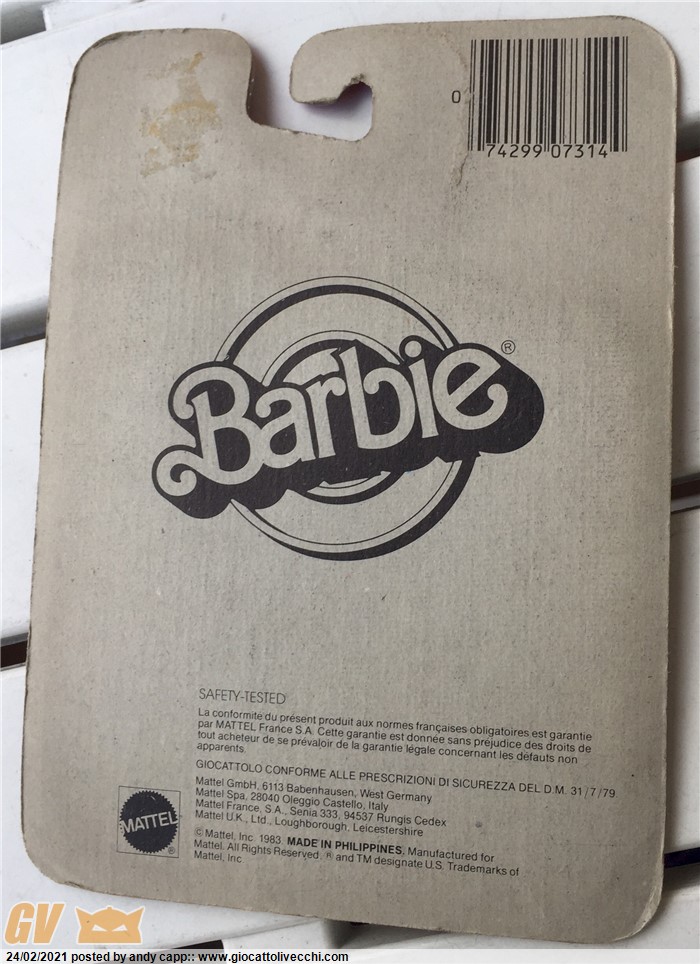 0
74299 07314
Barbie®
SAFETY-TESTED
La conformite du présent produit aux normes françaises obligatoires est garantie
par MATTEL France S.A. Cette garantie est donnée sans préjudice des droits de
tout acheteur de se prévaloir de la garantie légale concernant les défauts non
apparents.
GIOCATTOLO CONFORME ALLE PRESCRIZIONI DI SICUREZZA DEL D.M. 31/7/79
Mattel GmbH, 6113 Babenhausen, West Germany
Mattel Spa, 28040 Oleggio Castello, Italy
Mattel France, S.A., Senia 333, 94537 Rungis Cedex
Mattel U.K., Ltd., Loughborough, Leicestershire
MATTEL®
© Mattel, Inc. 1983. MADE IN PHILIPPINES. Manufactured for
Mattel. All Rights Reserved. ® and TM designate U.S. Trademarks of
Mattel, Inc
GV
24/02/2021 posted by andy capp:: www.giocattolivecchi.com